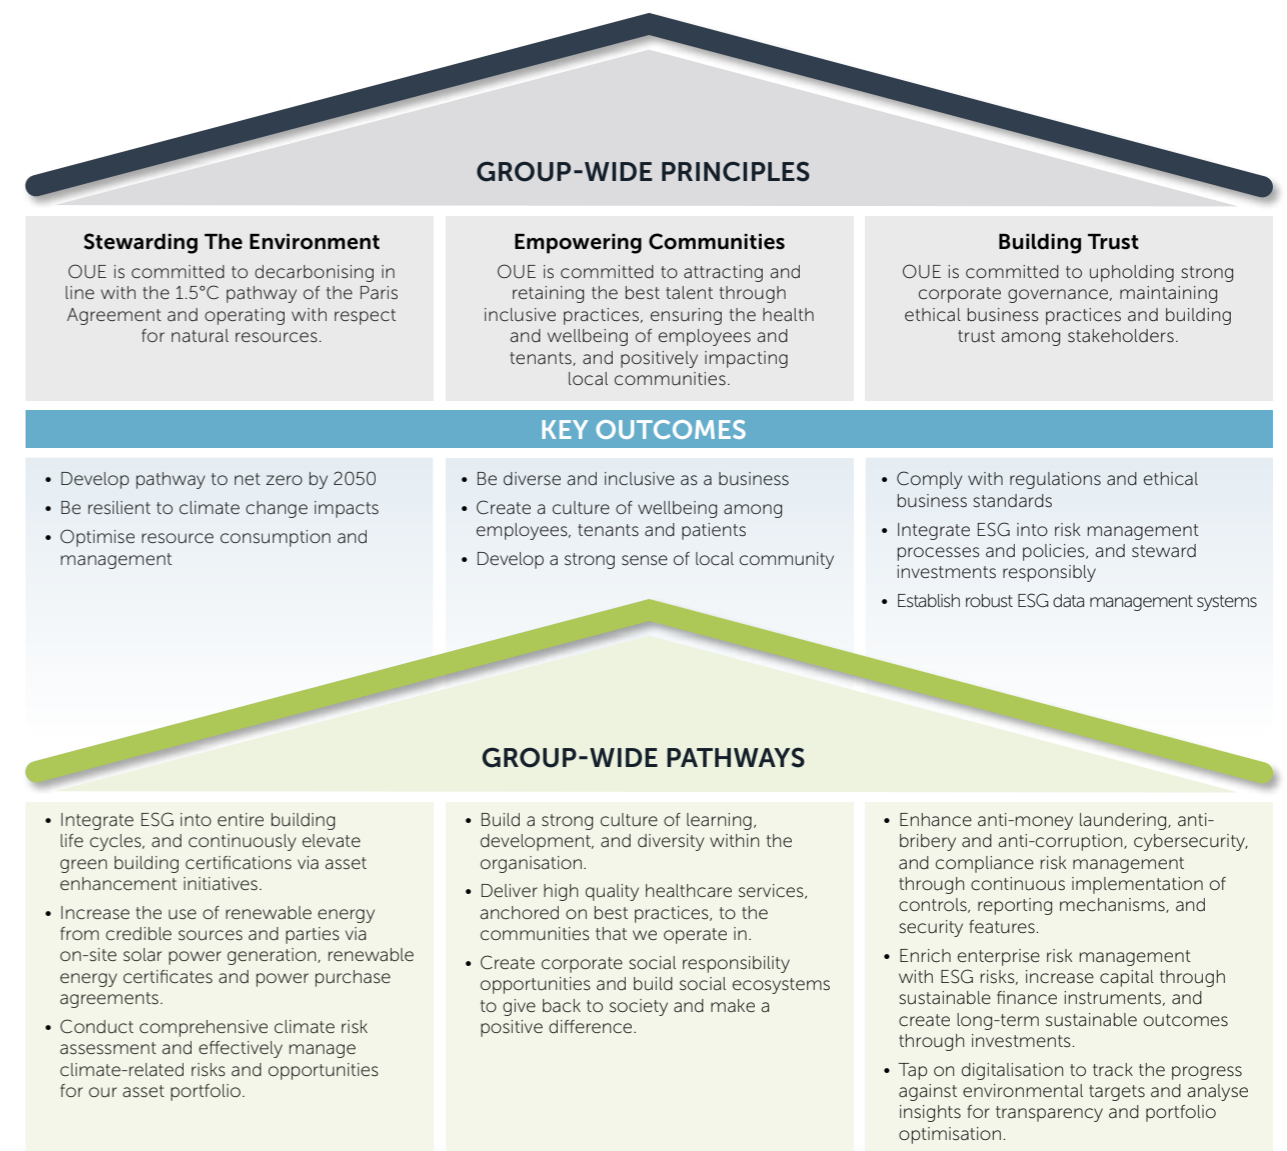 GROUP-WIDE PRINCIPLES
Stewarding The Environment
OUE is committed to decarbonising in
line with the 1.5°C pathway of the Paris
Agreement and operating with respect
for natural resources.
Empowering Communities
OUE is committed to attracting and
retaining the best talent through
inclusive practices, ensuring the health
and wellbeing of employees and
tenants, and positively impacting
local communities.
Building Trust
OUE is committed to upholding strong
corporate governance, maintaining
ethical business practices and building
trust among stakeholders.
KEY OUTCOMES
• Develop pathway to net zero by 2050
• Be resilient to climate change impacts
• Optimise resource consumption and
management
• Be diverse and inclusive as a business
• Create a culture of wellbeing among
employees, tenants and patients
• Develop a strong sense of local community
• Comply with regulations and ethical
business standards
• Integrate ESG into risk management
processes and policies, and steward
investments responsibly
• Establish robust ESG data management systems
GROUP-WIDE PATHWAYS
• Integrate ESG into entire building
life cycles, and continuously elevate
green building certifications via asset
enhancement initiatives.
• Increase the use of renewable energy
from credible sources and parties via
on-site solar power generation, renewable
energy certificates and power purchase
agreements.
• Conduct comprehensive climate risk
assessment and effectively manage
climate-related risks and opportunities
for our asset portfolio.
• Build a strong culture of learning,
development, and diversity within the
organisation.
• Deliver high quality healthcare services,
anchored on best practices, to the
communities that we operate in.
• Create corporate social responsibility
opportunities and build social ecosystems
to give back to society and make a
positive difference.
• Enhance anti-money laundering, anti-
bribery and anti-corruption, cybersecurity,
and compliance risk management
through continuous implementation of
controls, reporting mechanisms, and
security features.
• Enrich enterprise risk management
with ESG risks, increase capital through
sustainable finance instruments, and
create long-term sustainable outcomes
through investments.
• Tap on digitalisation to track the progress
against environmental targets and analyse
insights for transparency and portfolio
optimisation.